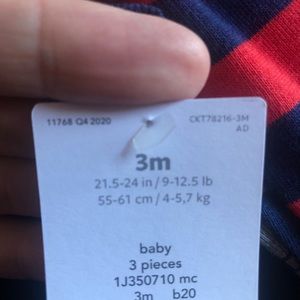 11768 Q4 2020
CKT78216-3M
AD
3m
21.5-24 in / 9-12.5 lb
55-61 cm / 4-5,7 kg
baby
3 pieces
1J350710 mc
3m b20